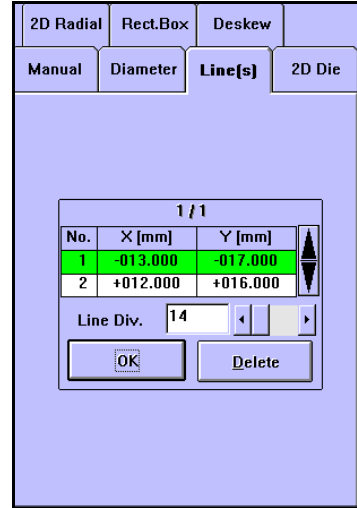 2D Radial Rect.Box Deskew
Manual Diameter Line(s) 2D Die
1 / 1
No. X [mm] Y [mm]
1 -013.000 -017.000
2 +012.000 +016.000
Line Div. 14
OK Delete